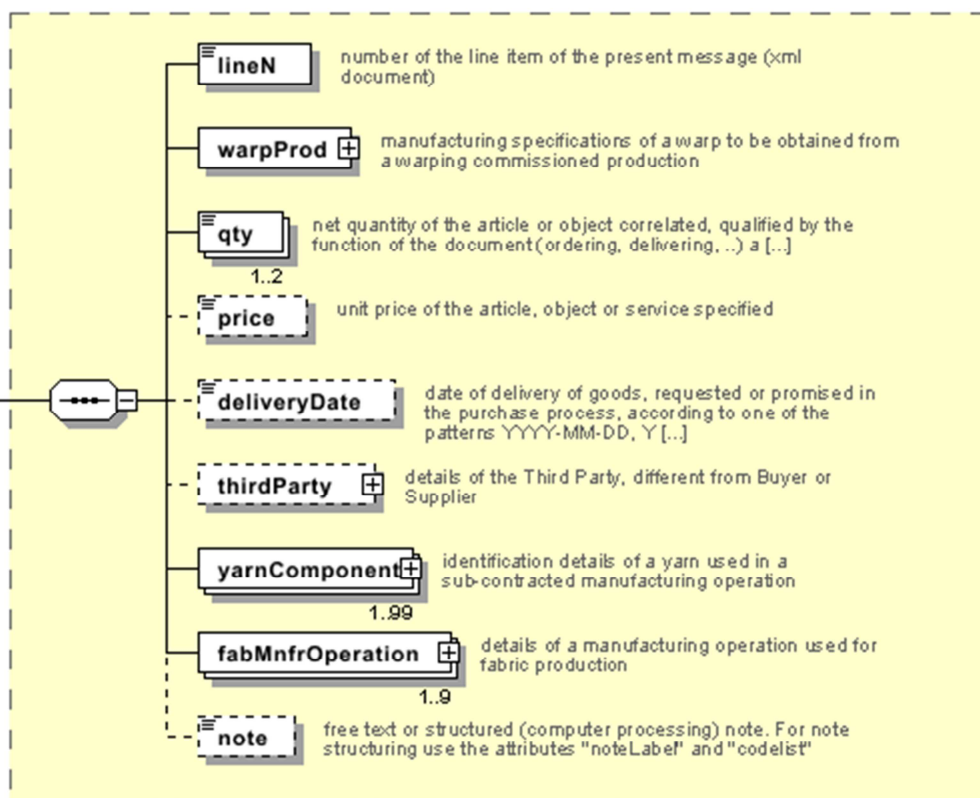 lineN
number of the line item of the present message (xml
document)
warpProd
manufacturing specifications of a warp to be obtained from
a warping commissioned production
qty
net quantity of the article or object correlated, qualified by the
function of the document (ordering, delivering, ..) a [...]
1..2
price
unit price of the article, object or service specified
deliveryDate
date of delivery of goods, requested or promised in
the purchase process, according to one of the
patterns YYYY-MM-DD, Y [...]
thirdParty
details of the Third Party, different from Buyer or
Supplier
yarnComponent
identification details of a yarn used in a
sub-contracted manufacturing operation
1..99
fabMnfrOperation
details of a manufacturing operation used for
fabric production
1..9
note
free text or structured (computer processing) note. For note
structuring use the attributes "noteLabel" and "codelist"